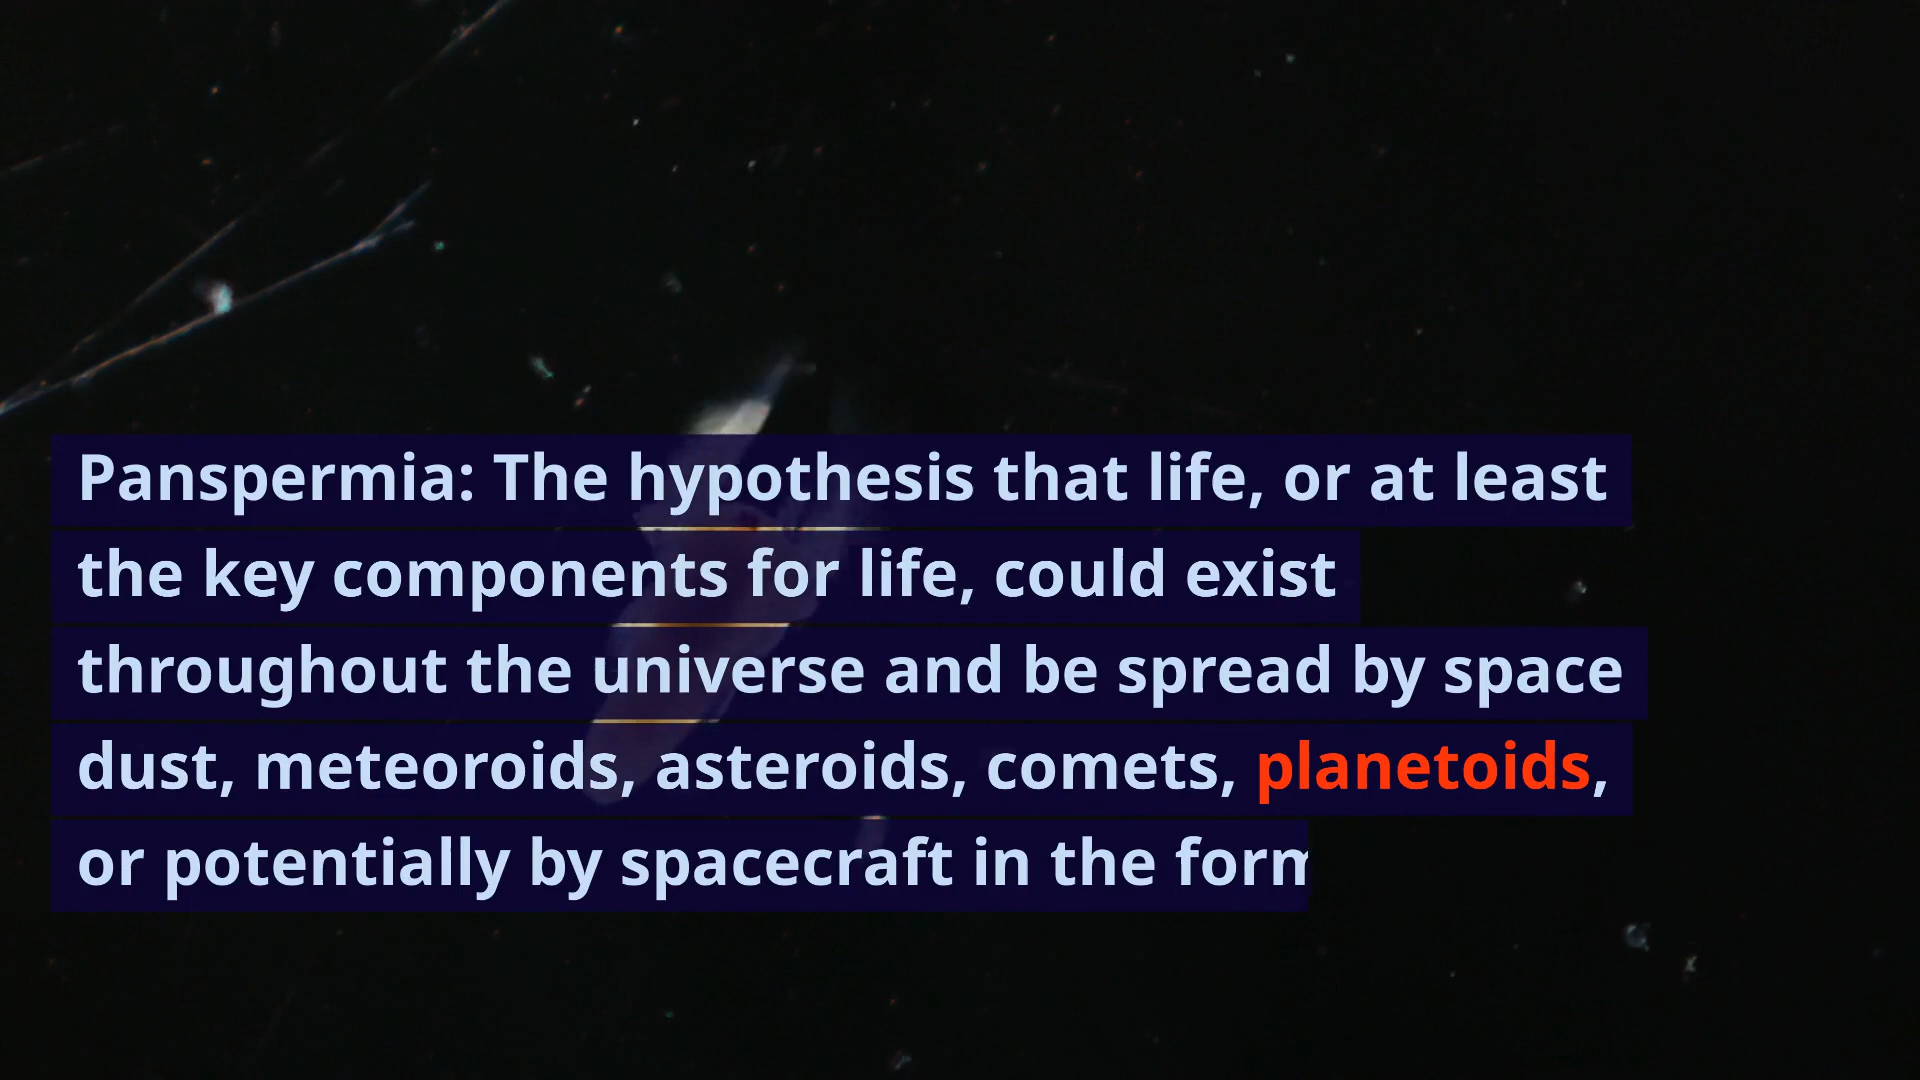 Panspermia: The hypothesis that life, or at least
the key components for life, could exist
throughout the universe and be spread by space
dust, meteoroids, asteroids, comets, planetoids,
or potentially by spacecraft in the form